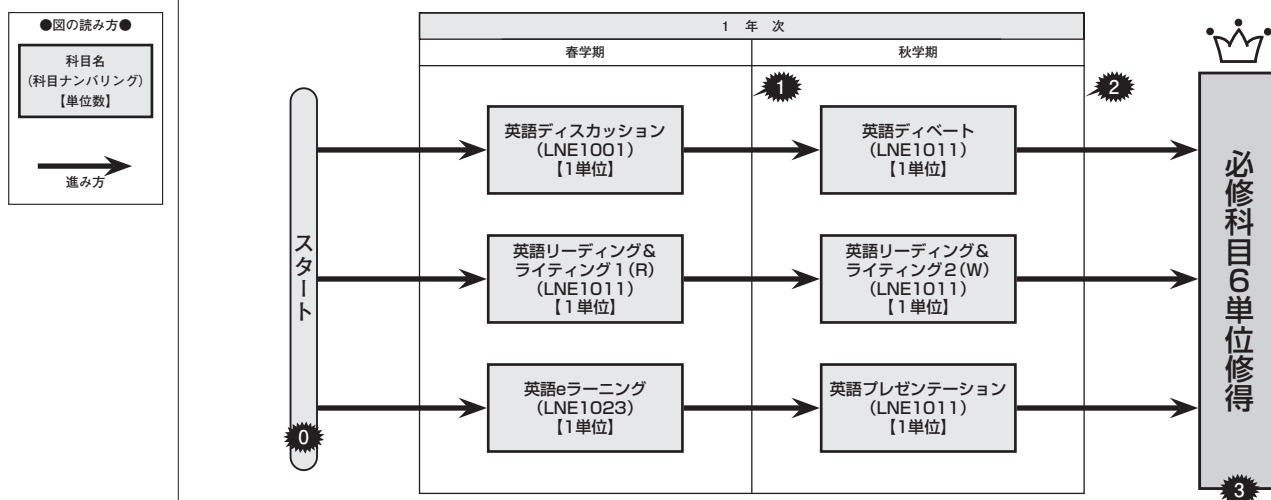 ●図の読み方●
科目名
(科目ナンバリング)
【単位数】
進み方
1 年 次
春学期
秋学期
1
2
スタート
0
英語ディスカッション
(LNE1001)
【1単位】
英語ディベート
(LNE1011)
【1単位】
英語リーディング&
ライティング1(R)
(LNE1011)
【1単位】
英語リーディング&
ライティング2(W)
(LNE1011)
【1単位】
英語eラーニング
(LNE1023)
【1単位】
英語プレゼンテーション
(LNE1011)
【1単位】
必修科目6単位修得
3